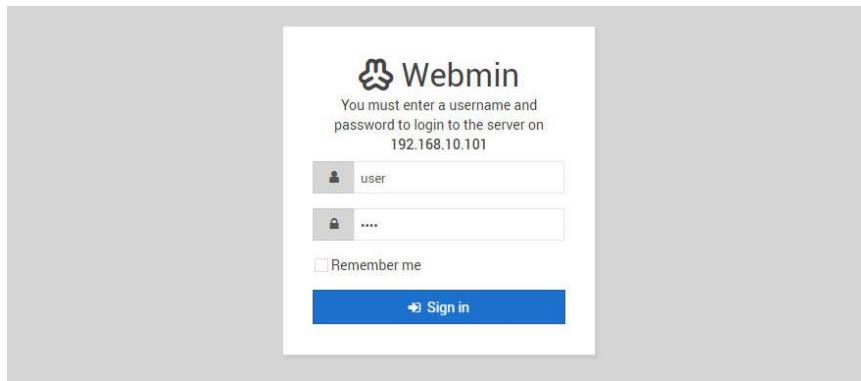 Webmin
You must enter a username and
password to login to the server on
192.168.10.101
user
••••
Remember me
Sign in